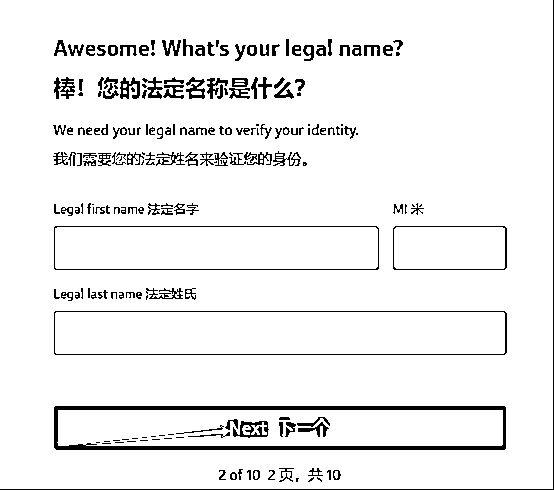 Awesome! What's your legal name?
棒！您的法定名称是什么？
We need your legal name to verify your identity.
我们需要您的法定姓名来验证您的身份。
Legal first name 法定名字 MI 米
Legal last name 法定姓氏
Next 下一个
2 of 10 2 页，共 10